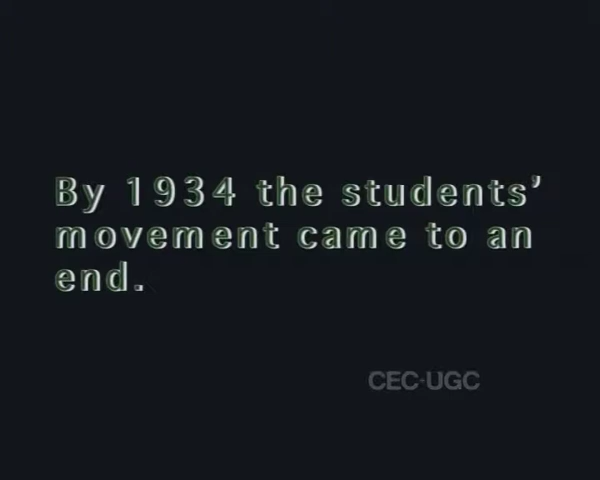 By 1934 the students’
movement came to an
end.
CEC·UGC